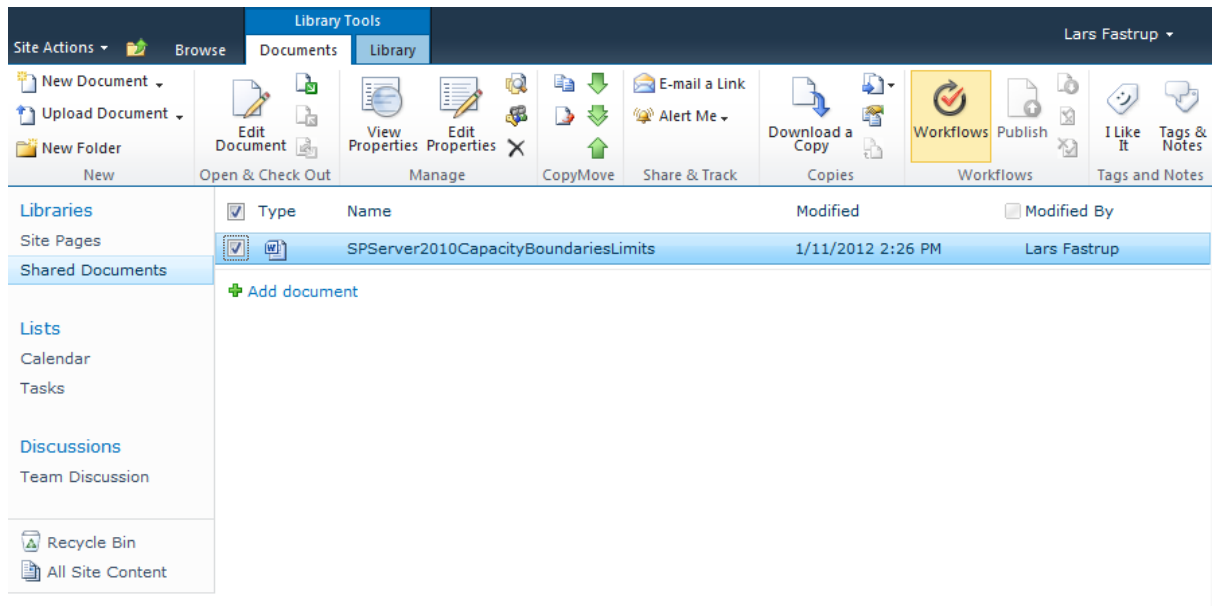 Library Tools
Lars Fastrup
Site Actions
Browse
Documents
Library
New Document
Upload Document
New Folder
New
Edit
Document
Open & Check Out
View
Properties
Edit
Properties
Manage
CopyMove
E-mail a Link
Alert Me
Share & Track
Download a
Copy
Copies
Workflows
Publish
Workflows
I Like
It
Tags &
Notes
Tags and Notes
Libraries
Site Pages
Shared Documents
Lists
Calendar
Tasks
Discussions
Team Discussion
Recycle Bin
All Site Content
Type Name Modified Modified By
SPServer2010CapacityBoundariesLimits 1/11/2012 2:26 PM Lars Fastrup
Add document